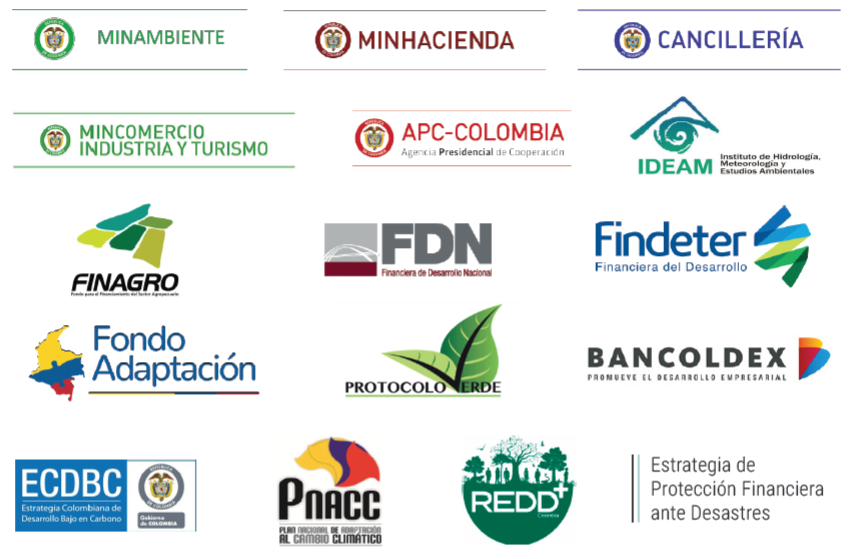 MINAMBIENTE
MINHACIENDA
CANCILLERÍA
MINCOMERCIO
INDUSTRIA Y TURISMO
APC-COLOMBIA
Agencia Presidencial de Cooperación
IDEAM
Instituto de Hidrología,
Meteorología y
Estudios Ambientales
FINAGRO
Fondo para el Financiamiento del Sector Agropecuario
FDN
Financiera de Desarrollo Nacional
Findeter
Financiera del Desarrollo
Fondo
Adaptación
PROTOCOLO VERDE
BANCOLDEX
PROMUEVE EL DESARROLLO EMPRESARIAL
ECDBC
Estrategia Colombiana de
Desarrollo Bajo en Carbono
Gobierno
de COLOMBIA
PNACC
PLAN NACIONAL DE ADAPTACIÓN
AL CAMBIO CLIMÁTICO
REDD+
Colombia
Estrategia de
Protección Financiera
ante Desastres